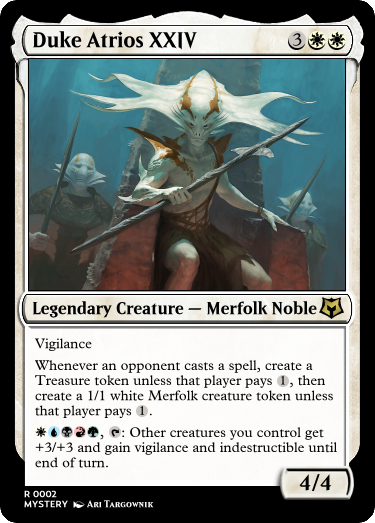 Duke Atrios XXIV 3
Legendary Creature — Merfolk Noble
Vigilance
Whenever an opponent casts a spell, create a
Treasure token unless that player pays 1, then
create a 1/1 white Merfolk creature token unless
that player pays 1.
, : Other creatures you control get
+3/+3 and gain vigilance and indestructible until
end of turn.
4/4
R 0002
MYSTERY Ari Targownik